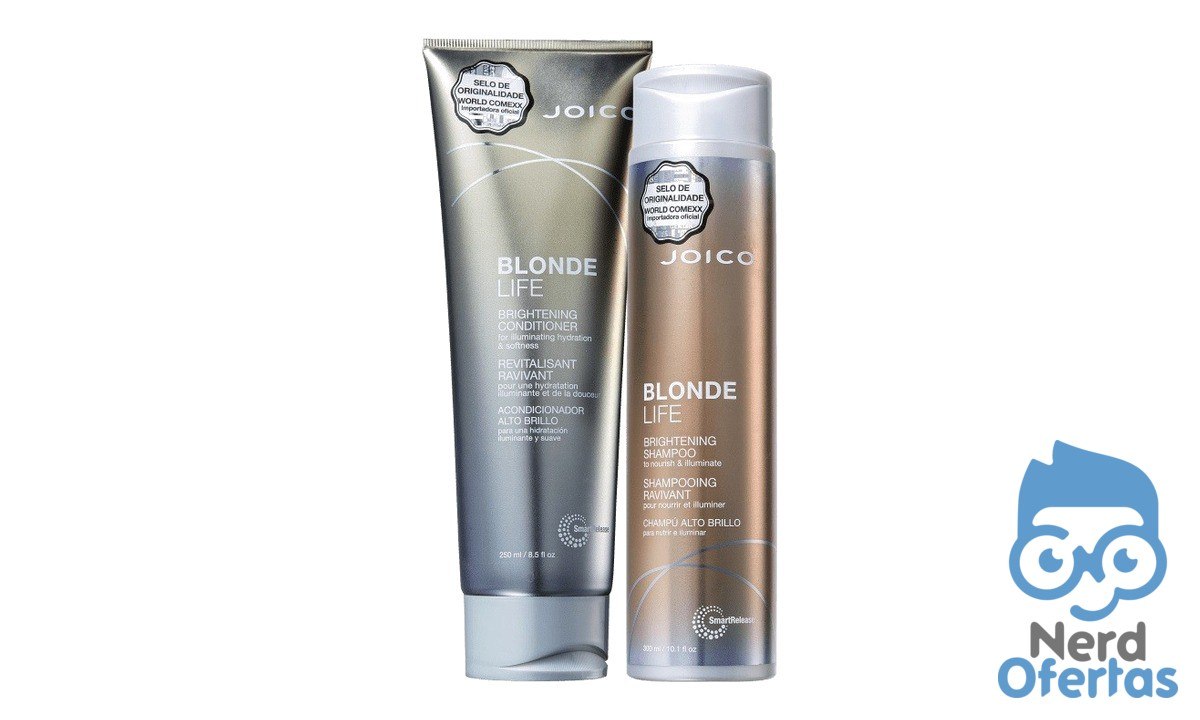 SELO DE
ORIGINALIDADE
WORLD COMEXX
Importadora oficial
JOICO
BLONDE
LIFE
BRIGHTENING
CONDITIONER
for illuminating hydration
& softness
REVITALISANT
RAVIVANT
pour une hydratation
illuminante et de la douceur
ACONDICIONADOR
ALTO BRILLO
para una hidratación
iluminante y suave
SmartRelease
250 ml / 8,5 fl oz
SELO DE
ORIGINALIDADE
WORLD COMEXX
Importadora oficial
JOICO
BLONDE
LIFE
BRIGHTENING
SHAMPOO
to nourish & illuminate
SHAMPOOING
RAVIVANT
pour nourrir et illuminer
CHAMPÚ ALTO BRILLO
para nutrir e iluminar
SmartRelease
300 ml / 10.1 fl oz
Nerd
Ofertas